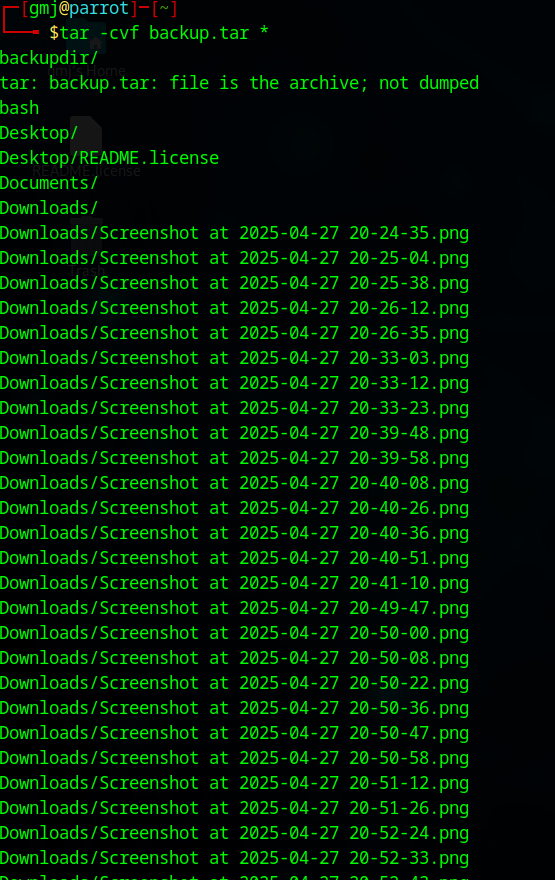 [gmj@parrot]─[~]
$tar -cvf backup.tar *
backupdir/
tar: backup.tar: file is the archive; not dumped
bash
Desktop/
Desktop/README.license
Documents/
Downloads/
Downloads/Screenshot at 2025-04-27 20-24-35.png
Downloads/Screenshot at 2025-04-27 20-25-04.png
Downloads/Screenshot at 2025-04-27 20-25-38.png
Downloads/Screenshot at 2025-04-27 20-26-12.png
Downloads/Screenshot at 2025-04-27 20-26-35.png
Downloads/Screenshot at 2025-04-27 20-33-03.png
Downloads/Screenshot at 2025-04-27 20-33-12.png
Downloads/Screenshot at 2025-04-27 20-33-23.png
Downloads/Screenshot at 2025-04-27 20-39-48.png
Downloads/Screenshot at 2025-04-27 20-39-58.png
Downloads/Screenshot at 2025-04-27 20-40-08.png
Downloads/Screenshot at 2025-04-27 20-40-26.png
Downloads/Screenshot at 2025-04-27 20-40-36.png
Downloads/Screenshot at 2025-04-27 20-40-51.png
Downloads/Screenshot at 2025-04-27 20-41-10.png
Downloads/Screenshot at 2025-04-27 20-49-47.png
Downloads/Screenshot at 2025-04-27 20-50-00.png
Downloads/Screenshot at 2025-04-27 20-50-08.png
Downloads/Screenshot at 2025-04-27 20-50-22.png
Downloads/Screenshot at 2025-04-27 20-50-36.png
Downloads/Screenshot at 2025-04-27 20-50-47.png
Downloads/Screenshot at 2025-04-27 20-50-58.png
Downloads/Screenshot at 2025-04-27 20-51-12.png
Downloads/Screenshot at 2025-04-27 20-51-26.png
Downloads/Screenshot at 2025-04-27 20-52-24.png
Downloads/Screenshot at 2025-04-27 20-52-33.png
Downloads/Screenshot at 2025-04-27